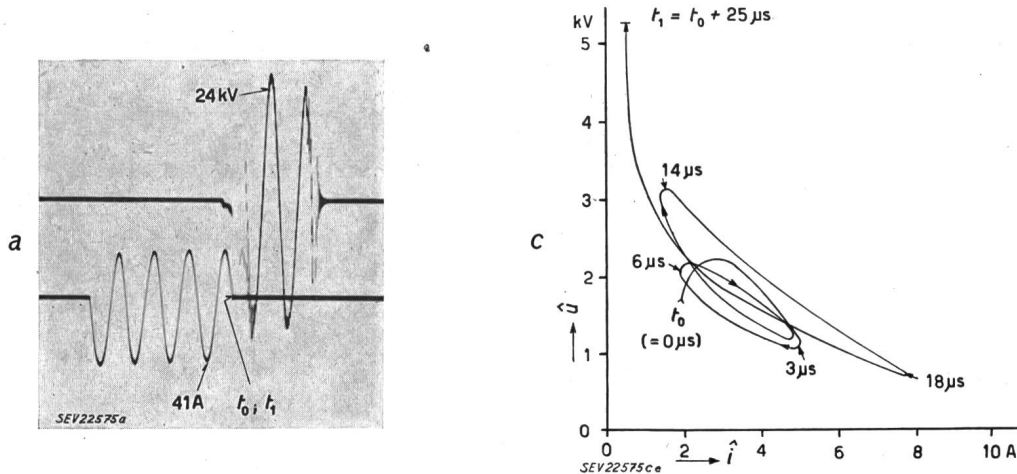 a
24 kV
41A
t₀; t₁
SEV22575a
c
kV
t₁ = t₀ + 25 µs
5
4
3
2
1
0
14 µs
6 µs
t₀
(=0 µs)
3 µs
18 µs
û
0 2 4 6 8 10 A
î
SEV22575c e